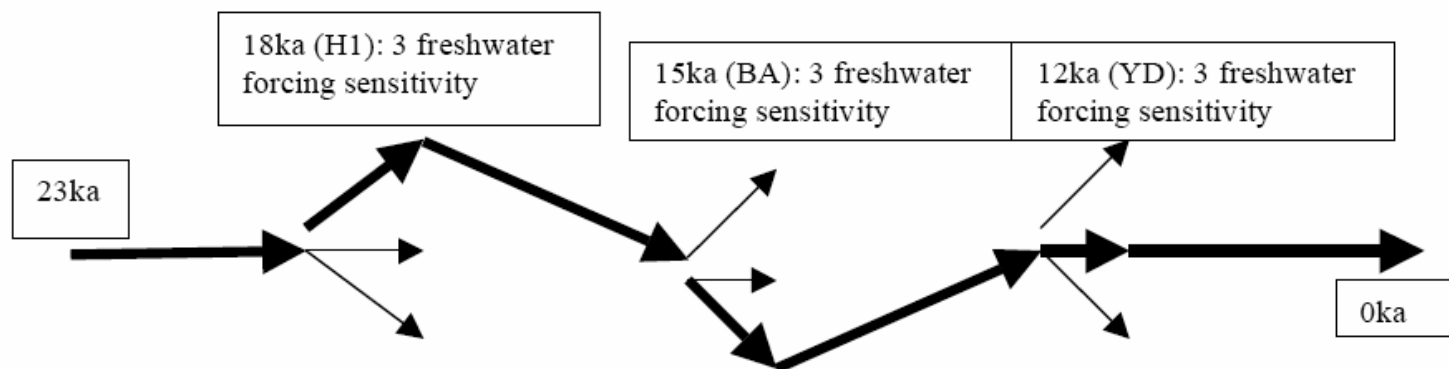 18ka (H1): 3 freshwater
forcing sensitivity
15ka (BA): 3 freshwater
forcing sensitivity
12ka (YD): 3 freshwater
forcing sensitivity
23ka
0ka